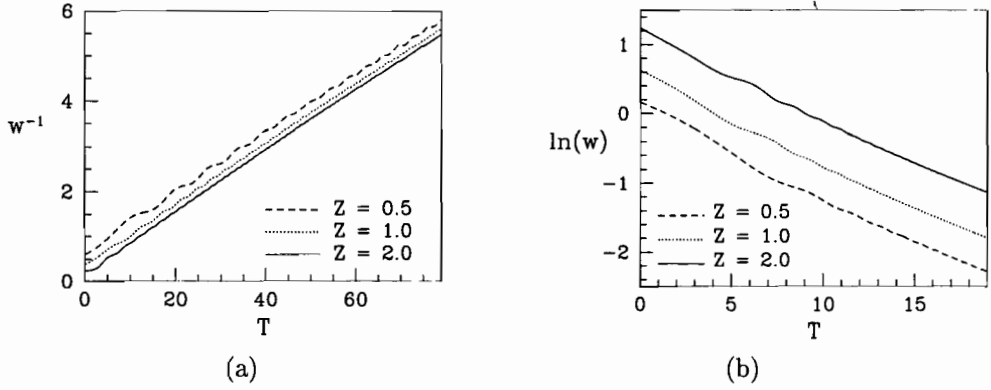 6
4
w⁻¹
2
0
0 20 40 60
T
Z = 0.5
Z = 1.0
Z = 2.0
(a)
1
0
ln(w)
-1
-2
0 5 10 15
T
Z = 0.5
Z = 1.0
Z = 2.0
(b)